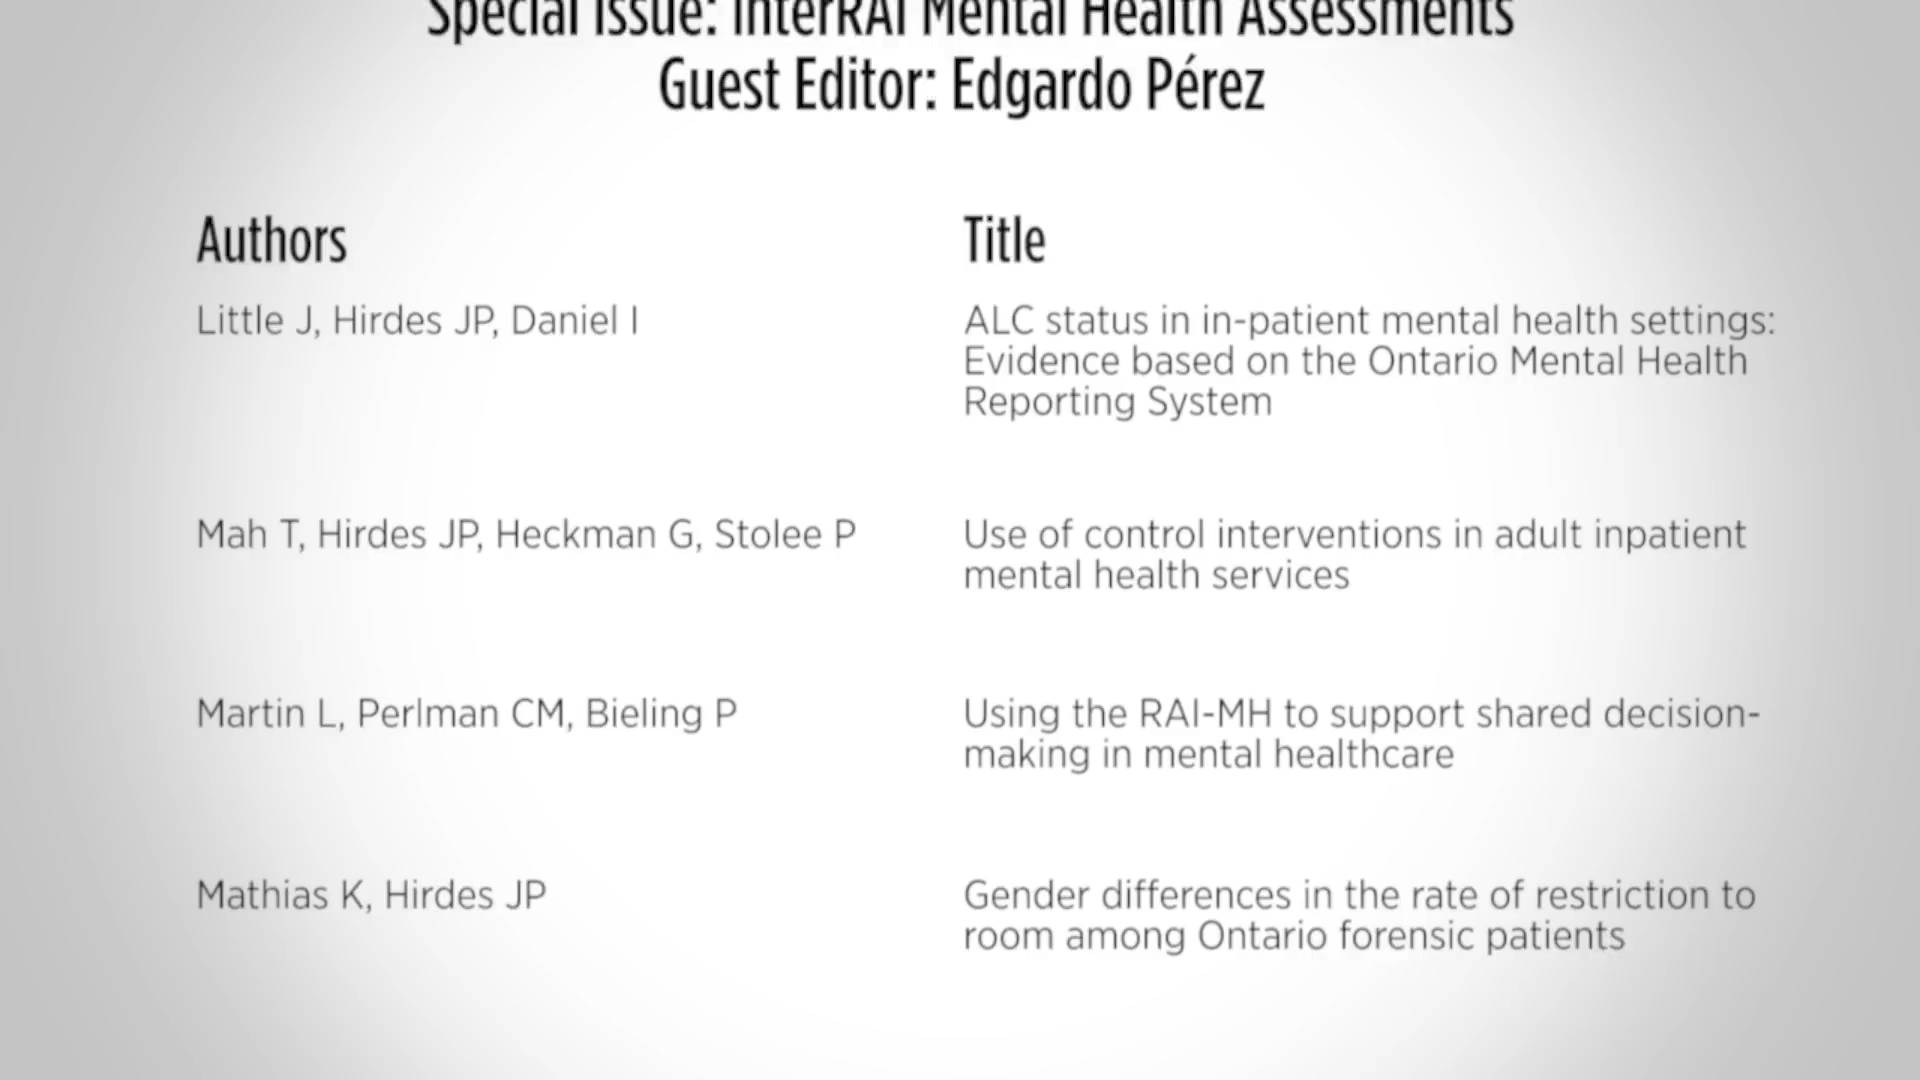 Special Issue: interRAI Mental Health Assessments
Guest Editor: Edgardo Pérez
Authors
Title
Little J, Hirdes JP, Daniel I
ALC status in in-patient mental health settings:
Evidence based on the Ontario Mental Health
Reporting System
Mah T, Hirdes JP, Heckman G, Stolee P
Use of control interventions in adult inpatient
mental health services
Martin L, Perlman CM, Bieling P
Using the RAI-MH to support shared decision-
making in mental healthcare
Mathias K, Hirdes JP
Gender differences in the rate of restriction to
room among Ontario forensic patients